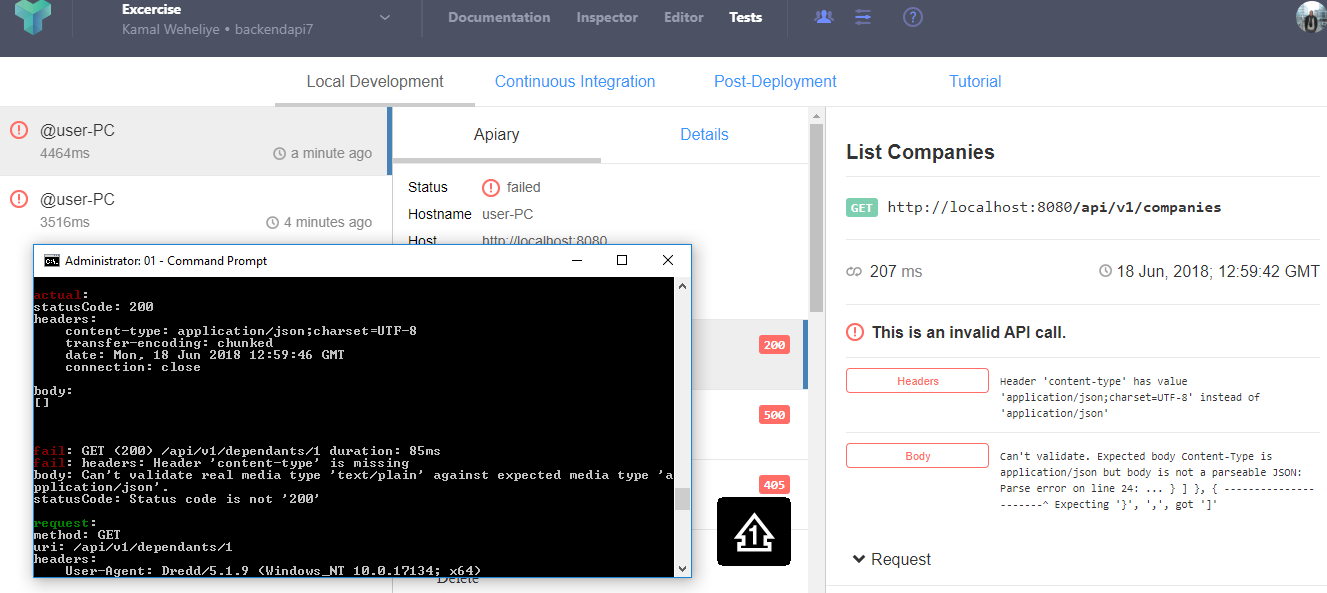 Excercise
Kamal Weheliye • backendapi7
Documentation Inspector Editor Tests
?
Local Development Continuous Integration Post-Deployment Tutorial
@user-PC
4464ms a minute ago
@user-PC
3516ms 4 minutes ago
Apiary Details
Status failed
Hostname user-PC
Host http://localhost:8080
200
500
405
Delete
Administrator: 01 - Command Prompt
actual:
statusCode: 200
headers:
content-type: application/json;charset=UTF-8
transfer-encoding: chunked
date: Mon, 18 Jun 2018 12:59:46 GMT
connection: close
body:
[]
fail: GET (200) /api/v1/dependants/1 duration: 85ms
fail: headers: Header 'content-type' is missing
body: Can't validate real media type 'text/plain' against expected media type 'a
pplication/json'.
statusCode: Status code is not '200'
request:
method: GET
uri: /api/v1/dependants/1
headers:
User-Agent: Dredd/5.1.9 (Windows_NT 10.0.17134; x64)
1
List Companies
GET http://localhost:8080/api/v1/companies
207 ms 18 Jun, 2018; 12:59:42 GMT
This is an invalid API call.
Headers
Header 'content-type' has value
'application/json;charset=UTF-8' instead of
'application/json'
Body
Can't validate. Expected body Content-Type is
application/json but body is not a parseable JSON:
Parse error on line 24: ... } ] }, { ----------------
-------^ Expecting '}', ',', got ']'
Request